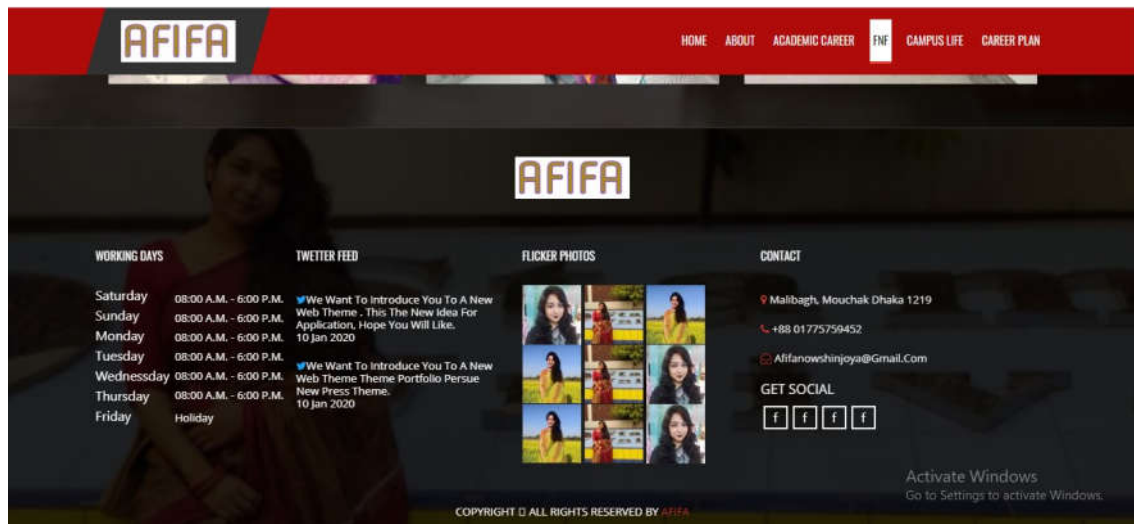 AFIFA
HOME ABOUT ACADEMIC CAREER FNF CAMPUS LIFE CAREER PLAN
AFIFA
WORKING DAYS
Saturday 08:00 A.M. - 6:00 P.M.
Sunday 08:00 A.M. - 6:00 P.M.
Monday 08:00 A.M. - 6:00 P.M.
Tuesday 08:00 A.M. - 6:00 P.M.
Wednessday 08:00 A.M. - 6:00 P.M.
Thursday 08:00 A.M. - 6:00 P.M.
Friday Holiday
TWETTER FEED
We Want To Introduce You To A New
Web Theme . This The New Idea For
Application, Hope You Will Like.
10 Jan 2020
We Want To Introduce You To A New
Web Theme Theme Portfolio Persue
New Press Theme.
10 Jan 2020
FLICKER PHOTOS
CONTACT
Malibagh, Mouchak Dhaka 1219
+88 01775759452
Afifanowshinjoya@Gmail.Com
GET SOCIAL
f f f f
Activate Windows
Go to Settings to activate Windows.
COPYRIGHT ▯ ALL RIGHTS RESERVED BY AFIFA